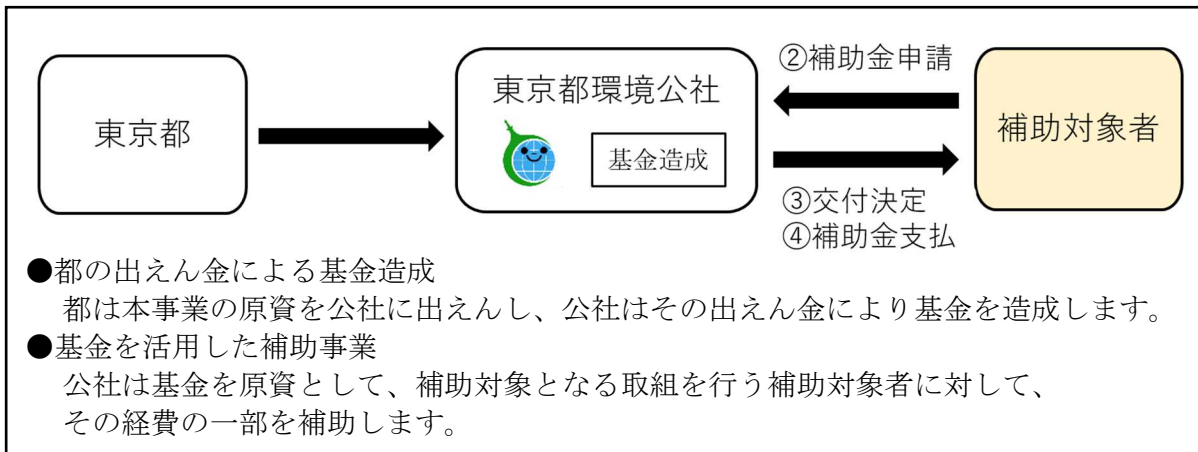 東京都
東京都環境公社
基金造成
②補助金申請
③交付決定
④補助金支払
補助対象者
●都の出えん金による基金造成
都は本事業の原資を公社に出えんし、公社はその出えん金により基金を造成します。
●基金を活用した補助事業
公社は基金を原資として、補助対象となる取組を行う補助対象者に対して、
その経費の一部を補助します。